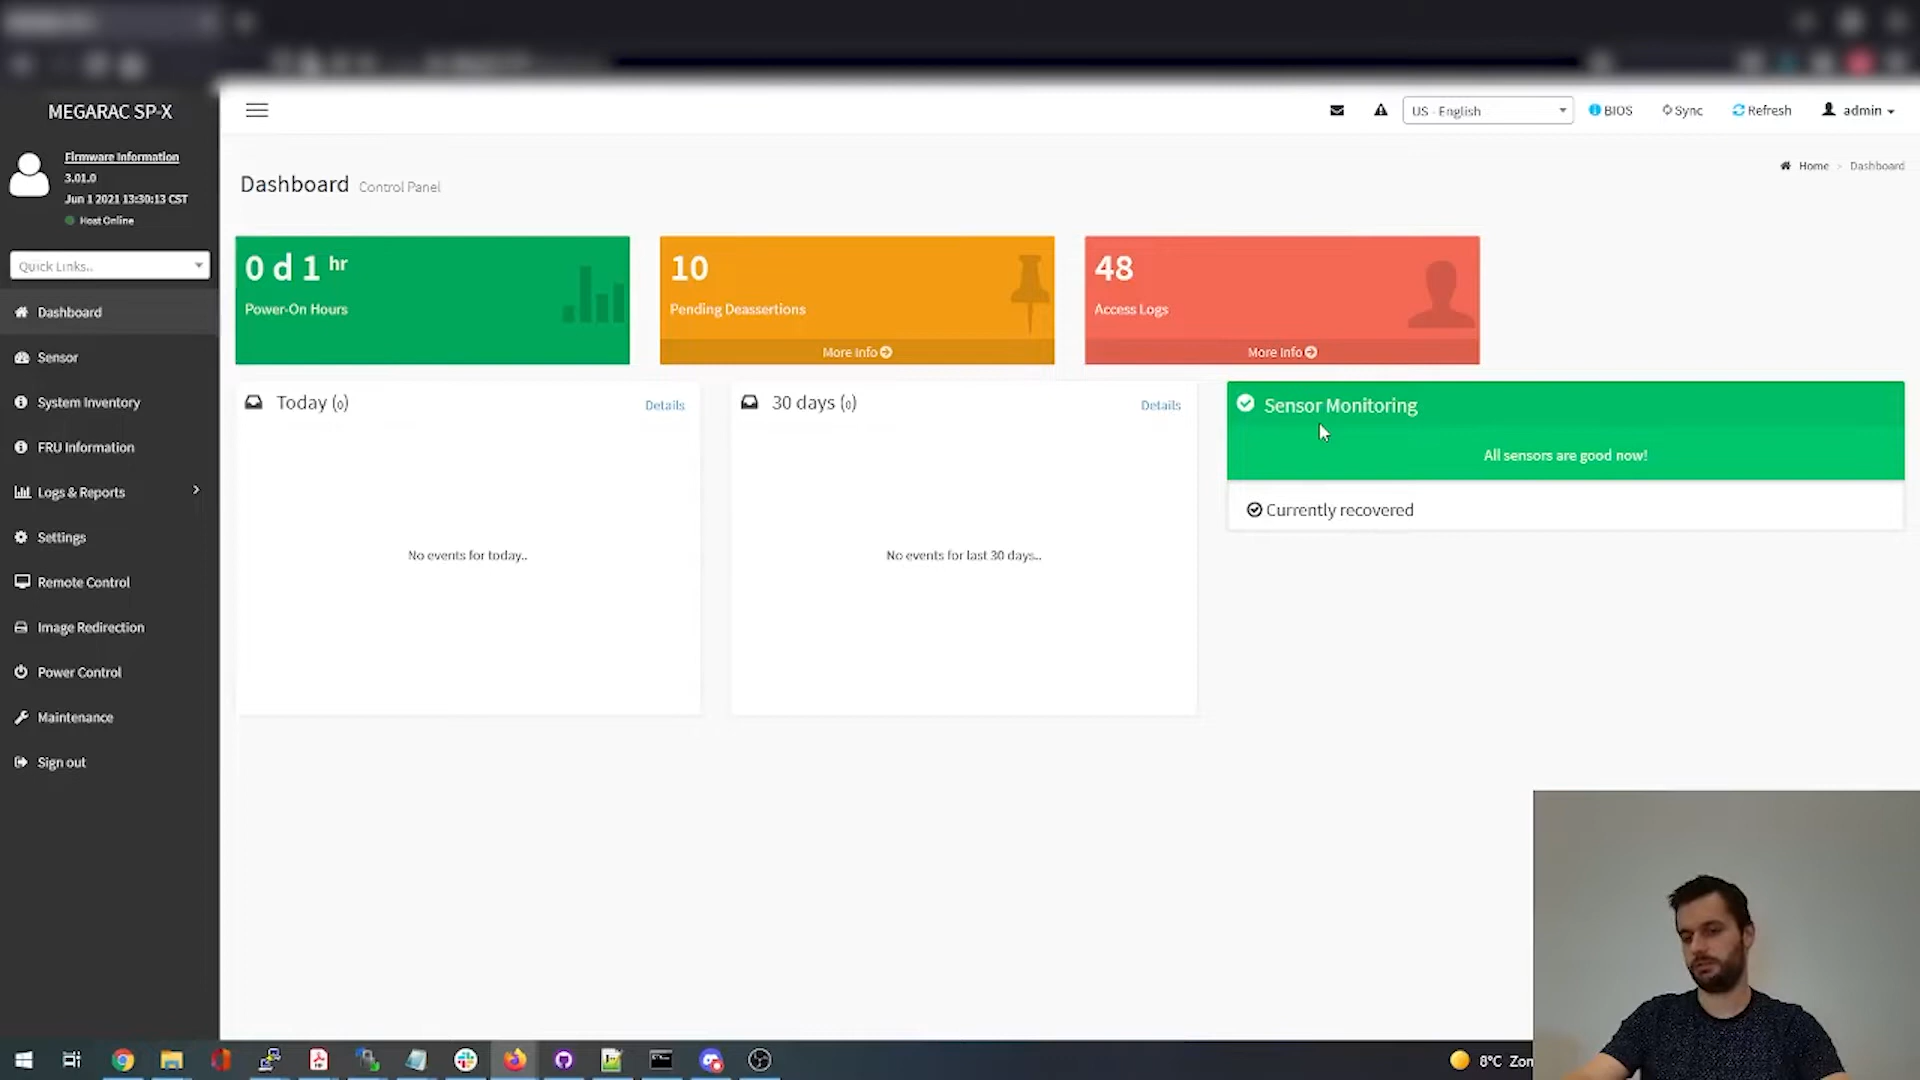 MEGARAC SP-X
Firmware Information
3.01.0
Jun 1 2021 13:30:13 CST
Host Online
Quick Links..
Dashboard
Sensor
System Inventory
FRU Information
Logs & Reports
Settings
Remote Control
Image Redirection
Power Control
Maintenance
Sign out
US - English
BIOS
Sync
Refresh
admin
Dashboard Control Panel
Home > Dashboard
0 d 1 hr
Power-On Hours
10
Pending Deassertions
More Info
48
Access Logs
More Info
Today (0)
Details
No events for today..
30 days (0)
Details
No events for last 30 days..
Sensor Monitoring
All sensors are good now!
Currently recovered
8°C Zon